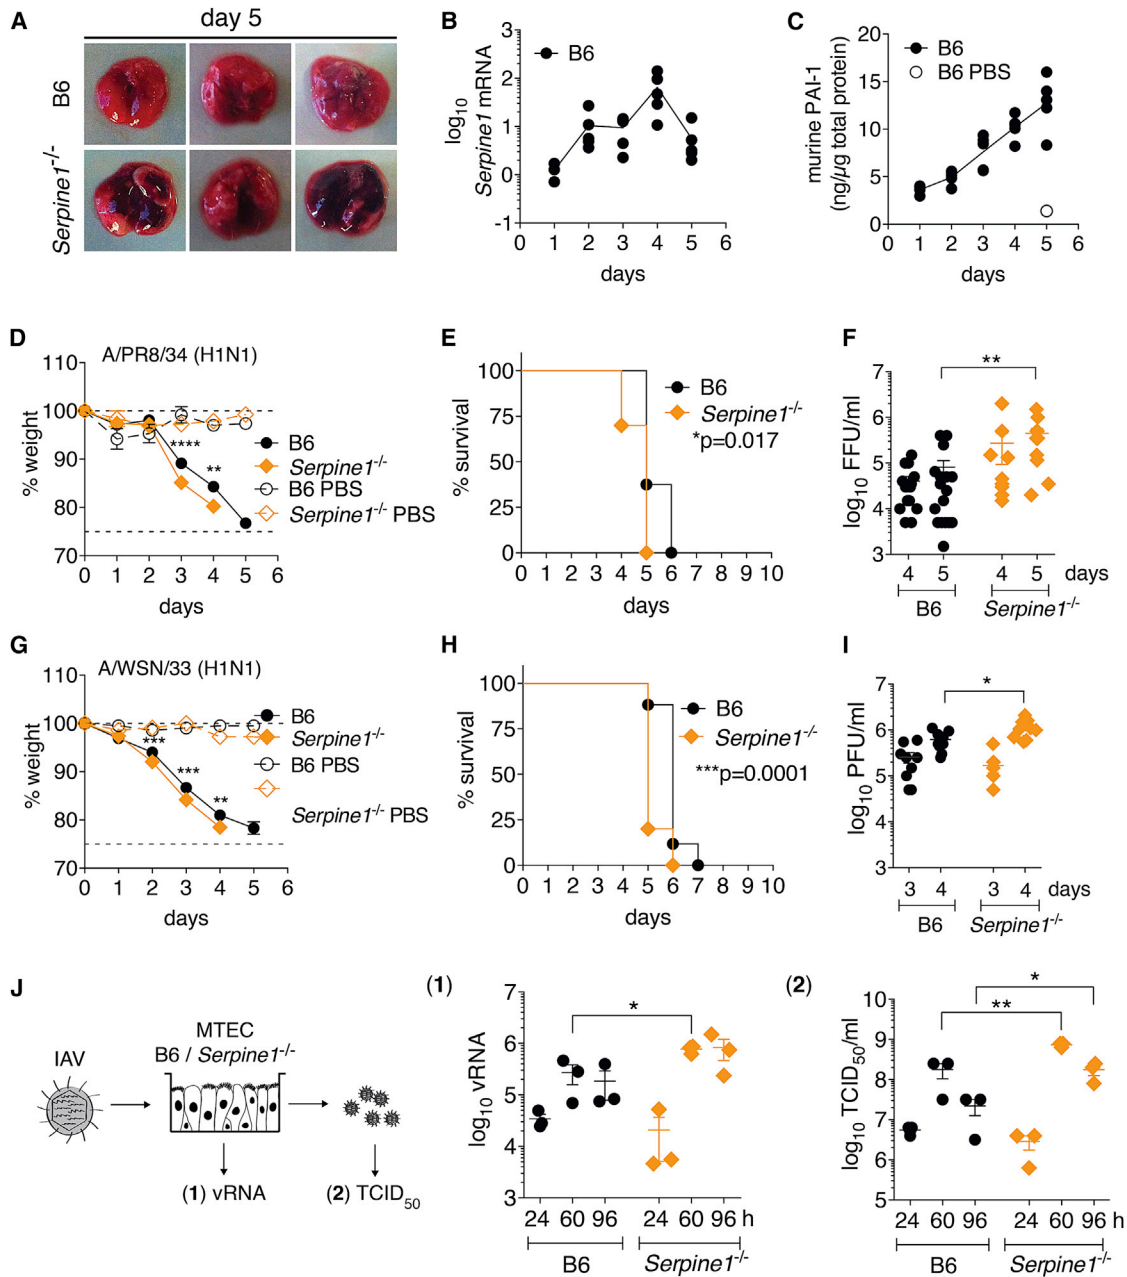 A
day 5
B6
Serpine1-/-
B
log10
Serpine1 mRNA
B6
3
2
1
0
-1
0 1 2 3 4 5 6
days
C
murine PAI-1
(ng/µg total protein)
B6
B6 PBS
20
15
10
5
0
0 1 2 3 4 5 6
days
D
A/PR8/34 (H1N1)
% weight
110
100
90
80
70
****
**
B6
Serpine1-/-
B6 PBS
Serpine1-/- PBS
0 1 2 3 4 5 6
days
E
% survival
100
75
50
25
0
B6
Serpine1-/-
*p=0.017
0 1 2 3 4 5 6 7 8 9 10
days
F
log10 FFU/ml
**
7
6
5
4
3
4 5 4 5 days
B6 Serpine1-/-
G
A/WSN/33 (H1N1)
% weight
110
100
90
80
70
***
***
**
B6
Serpine1-/-
B6 PBS
Serpine1-/- PBS
0 1 2 3 4 5 6
days
H
% survival
100
75
50
25
0
B6
Serpine1-/-
***p=0.0001
0 1 2 3 4 5 6 7 8 9 10
days
I
log10 PFU/ml
*
7
6
5
4
3
3 4 3 4 days
B6 Serpine1-/-
J
IAV
MTEC
B6 / Serpine1-/-
(1) vRNA
(2) TCID50
(1)
log10 vRNA
*
7
6
5
4
3
24 60 96 24 60 96 h
B6 Serpine1-/-
(2)
log10 TCID50/ml
*
**
10
9
8
7
6
5
24 60 96 24 60 96 h
B6 Serpine1-/-